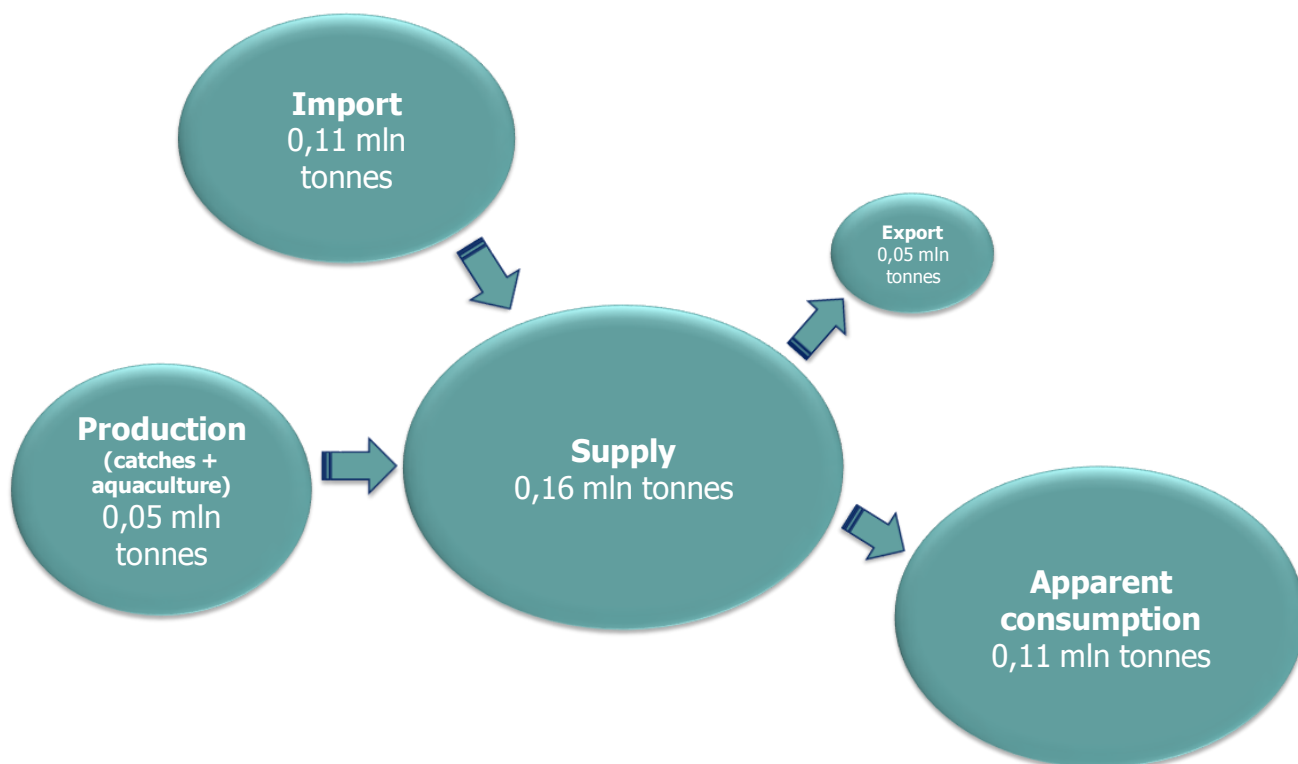 Import
0,11 mln
tonnes
Export
0,05 mln
tonnes
Production
(catches +
aquaculture)
0,05 mln
tonnes
Supply
0,16 mln tonnes
Apparent
consumption
0,11 mln tonnes